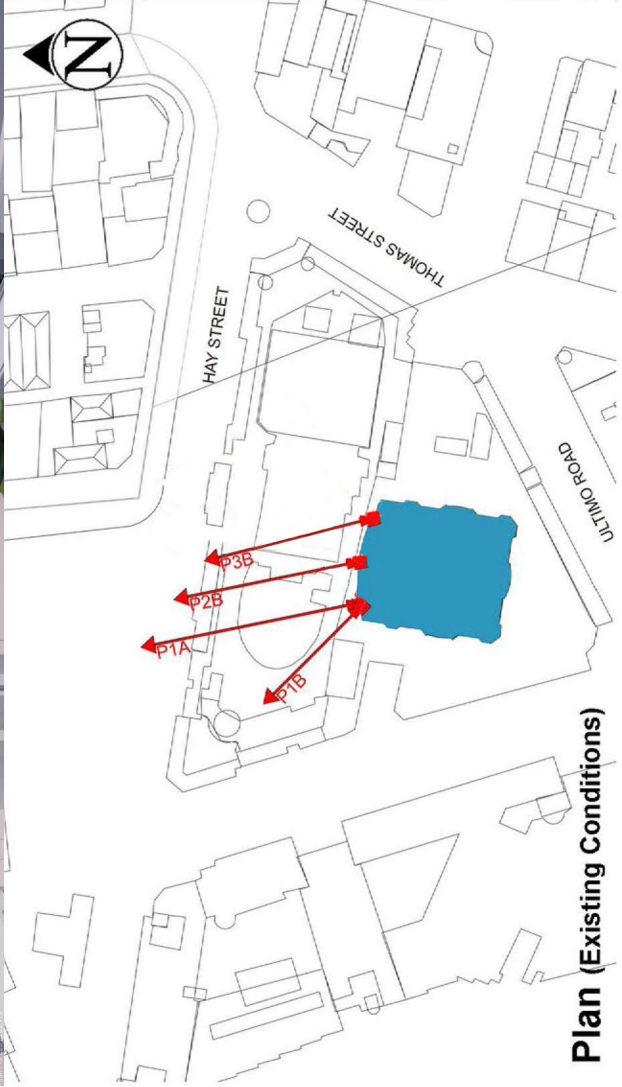 N
HAY STREET
THOMAS STREET
P3B
P2B
P1A
P1B
ULTIMO ROAD
Plan (Existing Conditions)